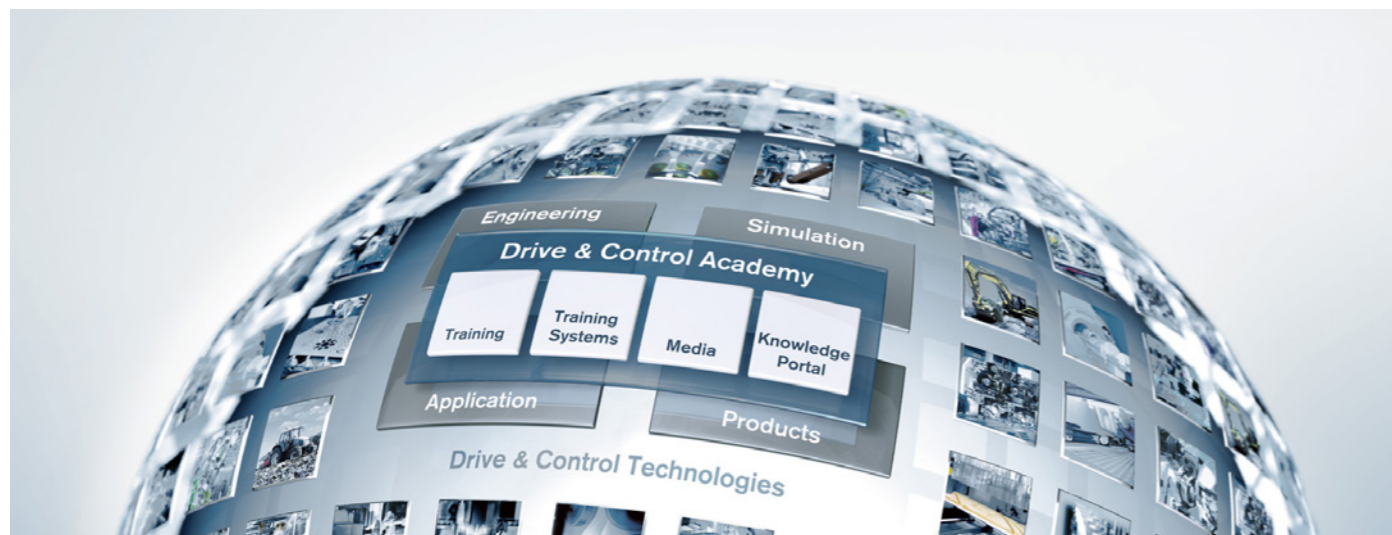 Engineering
Simulation
Drive & Control Academy
Training
Training
Systems
Media
Knowledge
Portal
Application
Products
Drive & Control Technologies